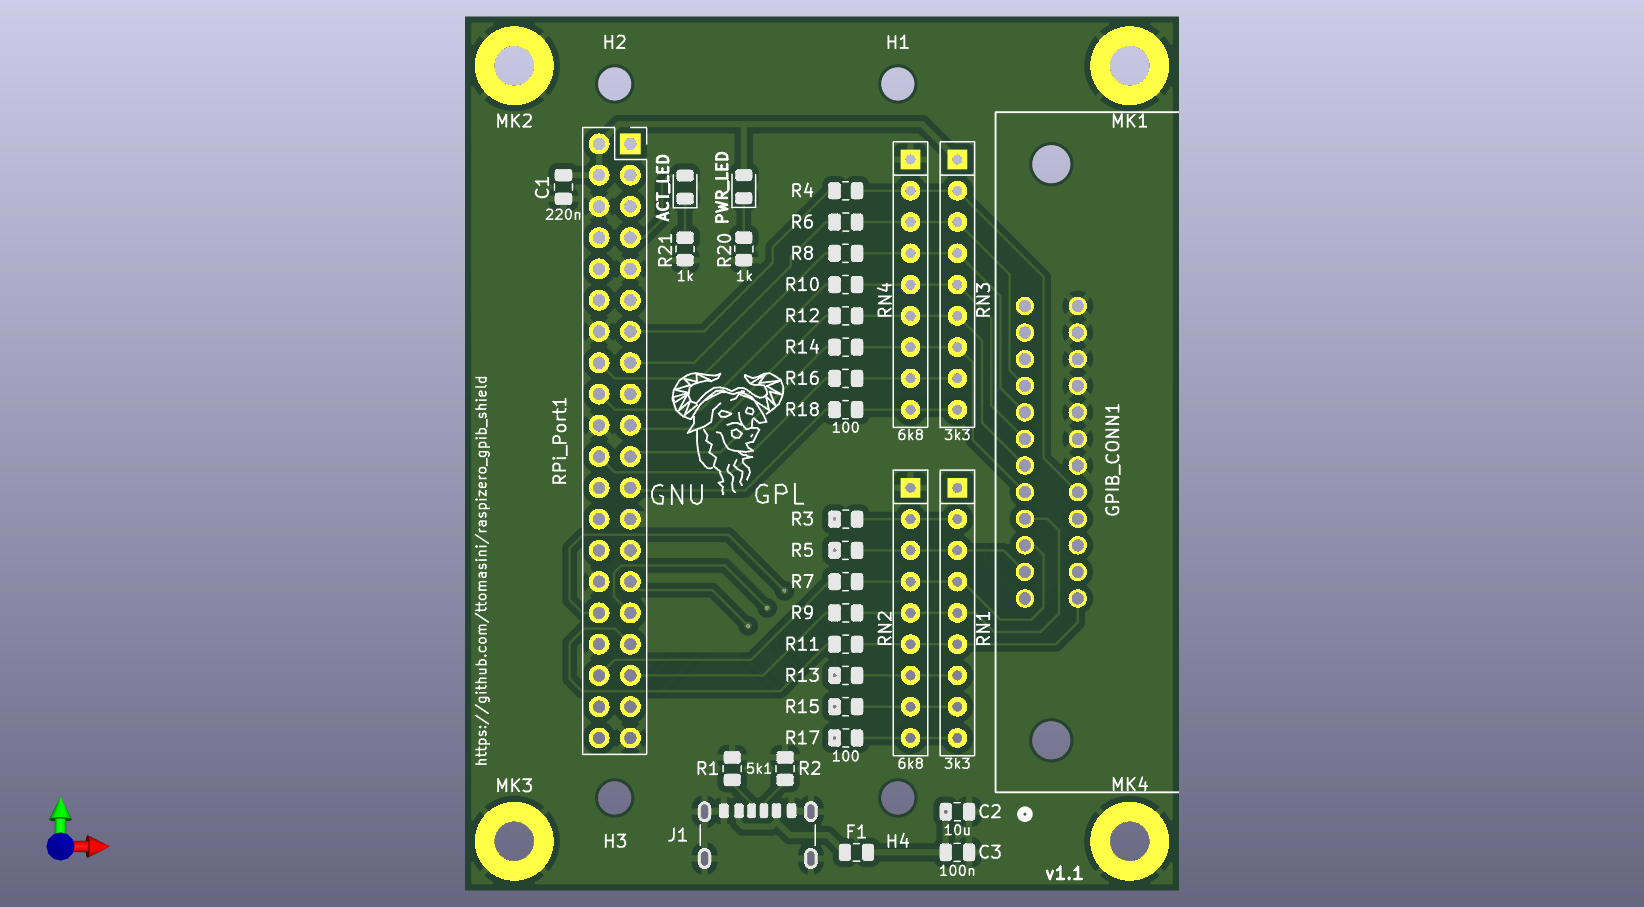 H2
H1
MK2
MK1
ACT_LED
PWR_LED
C1
220n
R21
1k
R20
1k
R4
R6
R8
R10
R12
R14
R16
R18
100
RN4
6k8
RN3
3k3
GPIB_CONN1
RPi_Port1
GNU
GPL
https://github.com/ttomasini/raspizero_gpib_shield
R3
R5
R7
R9
R11
R13
R15
R17
100
RN2
6k8
RN1
3k3
R1
5k1
R2
MK3
MK4
H3
J1
F1
H4
C2
10u
C3
100n
v1.1